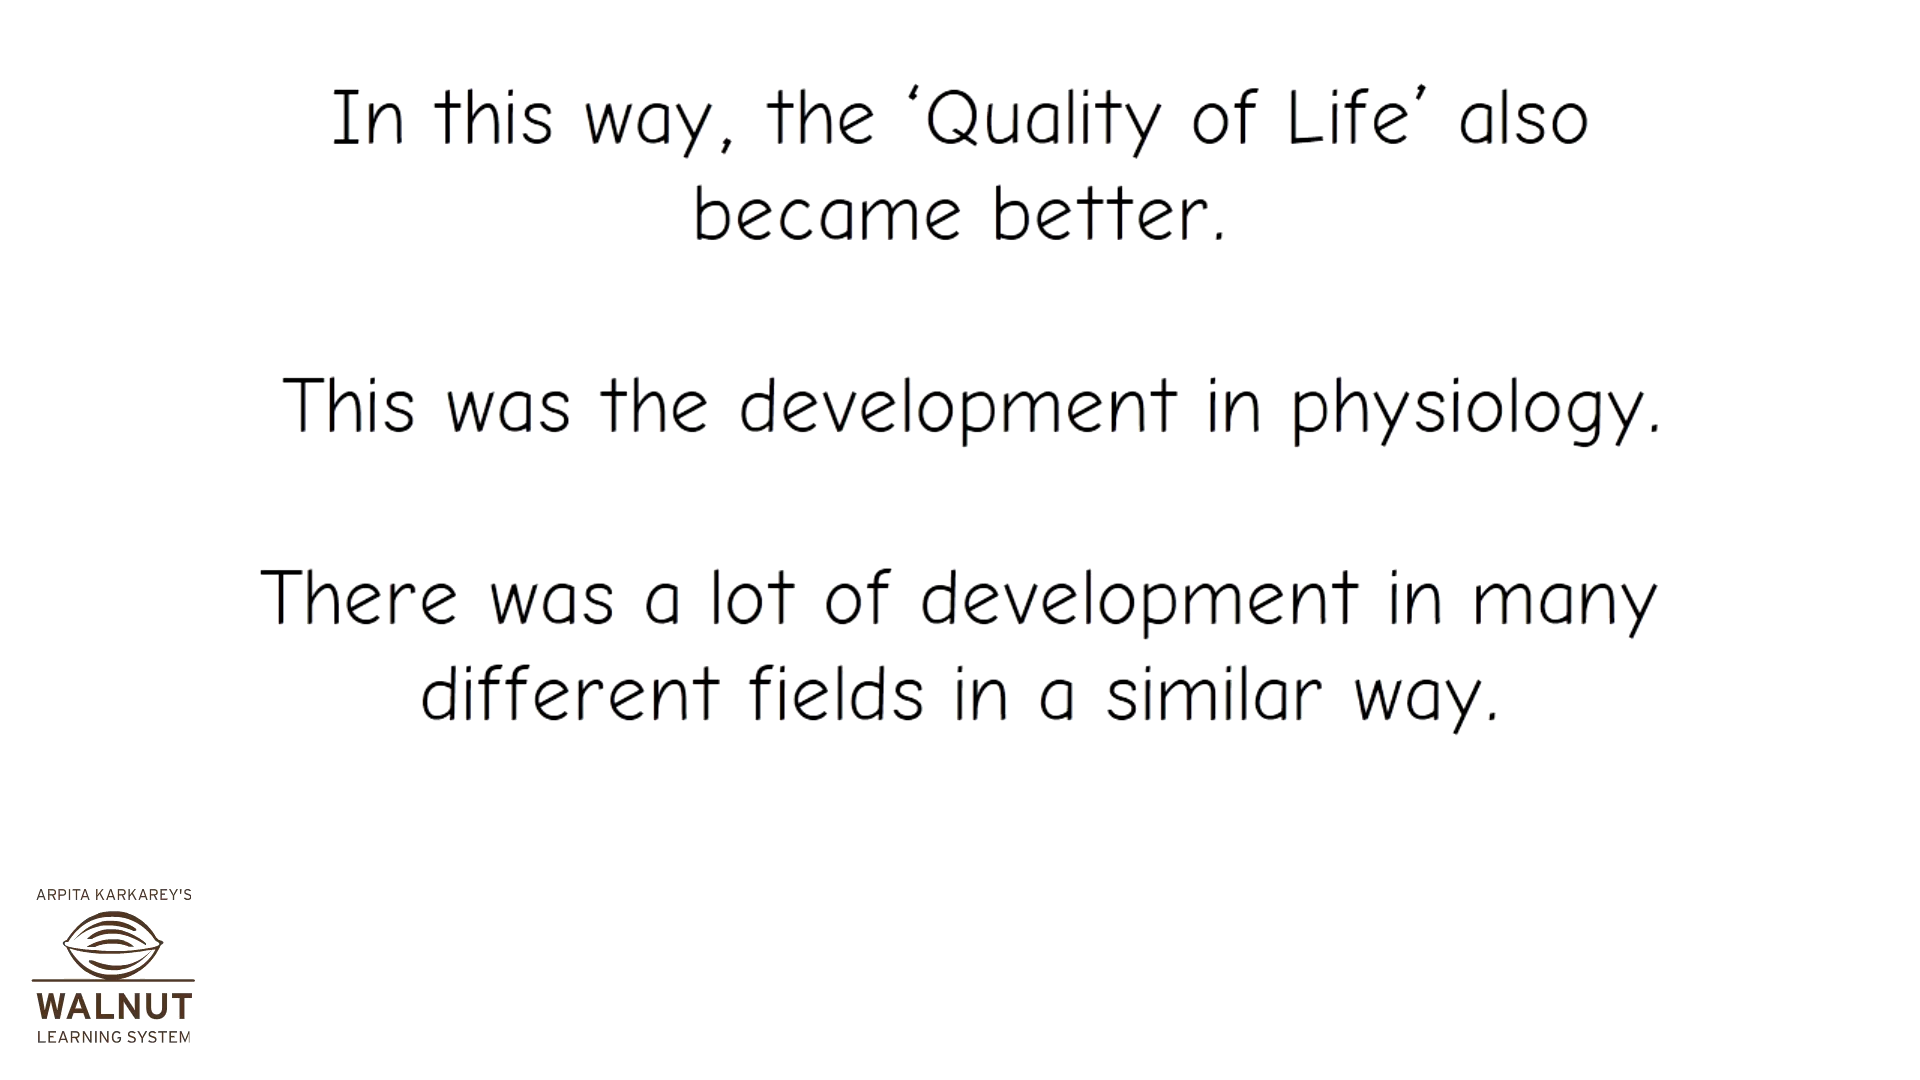 In this way, the ‘Quality of Life’ also
became better.
This was the development in physiology.
There was a lot of development in many
different fields in a similar way.
ARPITA KARKAREY'S
WALNUT
LEARNING SYSTEM